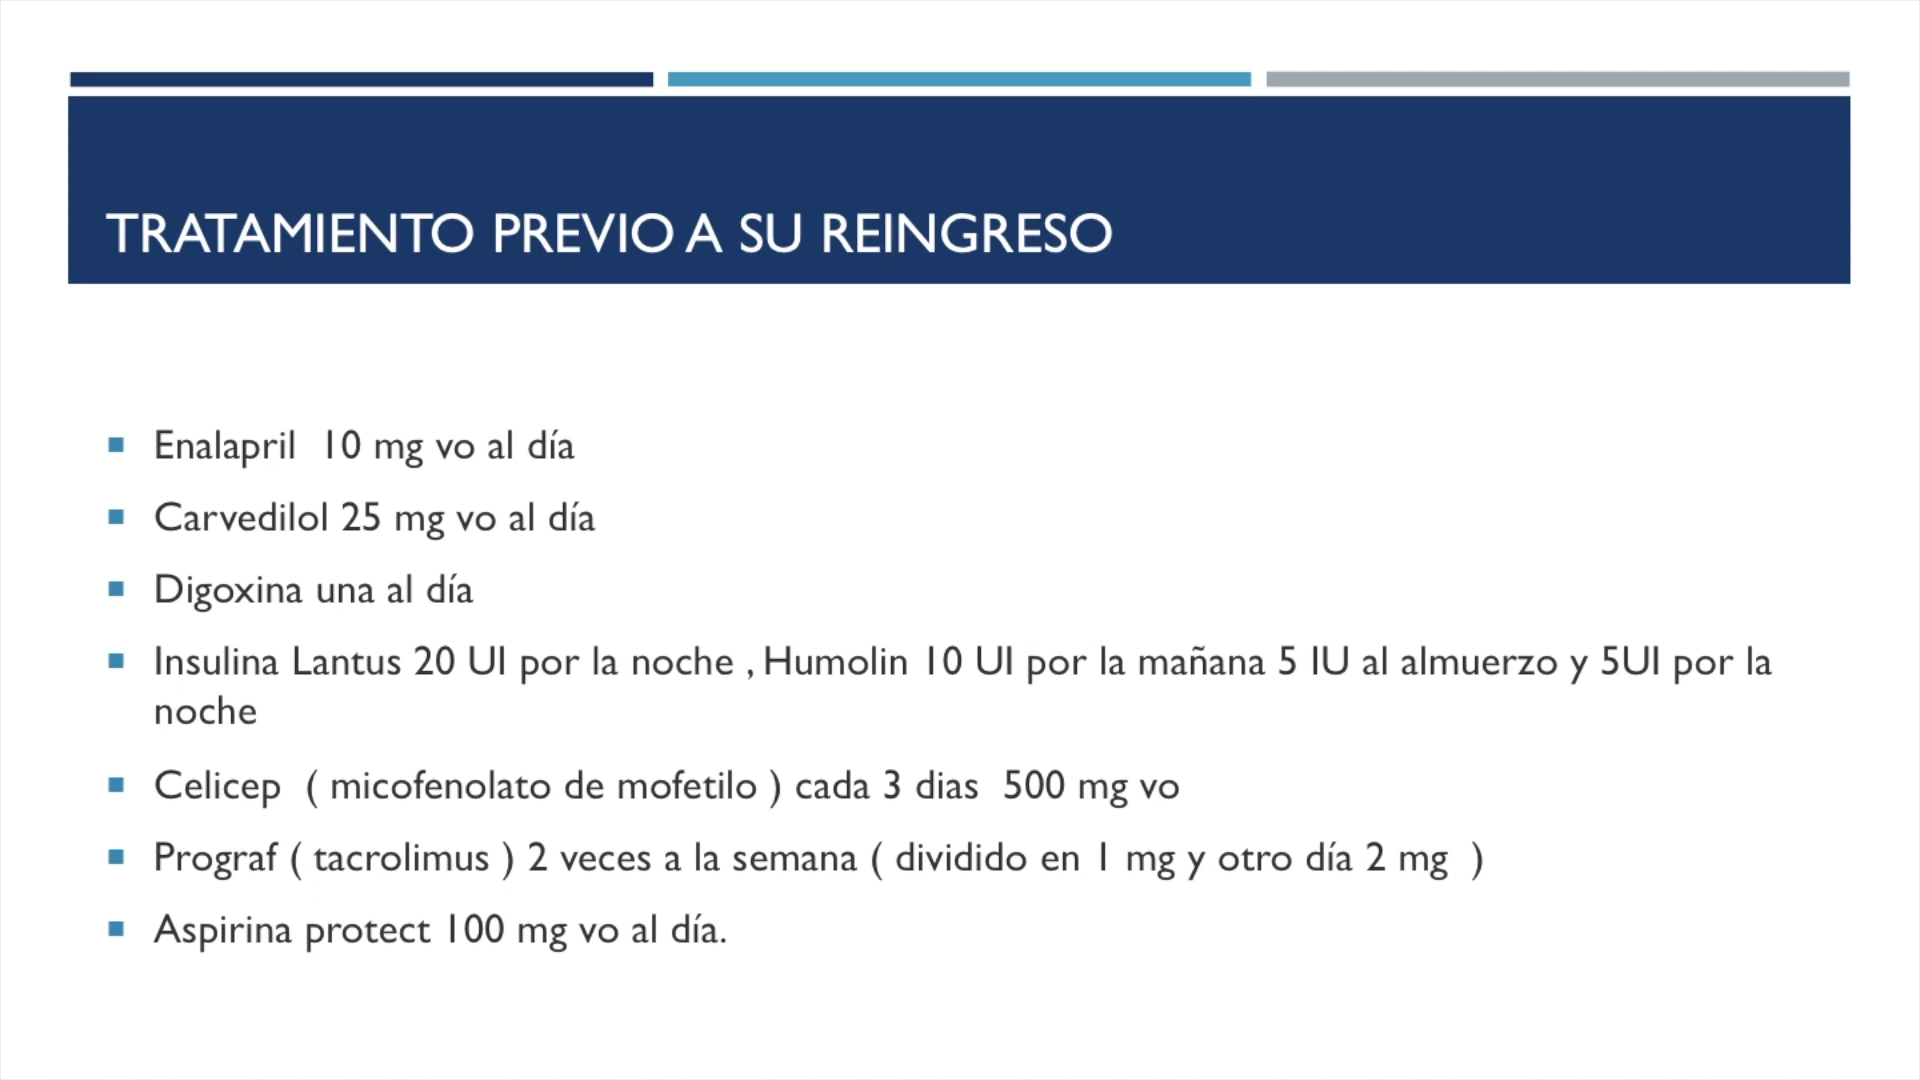 TRATAMIENTO PREVIO A SU REINGRESO
Enalapril 10 mg vo al día
Carvedilol 25 mg vo al día
Digoxina una al día
Insulina Lantus 20 UI por la noche , Humolin 10 UI por la mañana 5 IU al almuerzo y 5UI por la
noche
Celicep ( micofenolato de mofetilo ) cada 3 dias 500 mg vo
Prograf ( tacrolimus ) 2 veces a la semana ( dividido en 1 mg y otro día 2 mg )
Aspirina protect 100 mg vo al día.